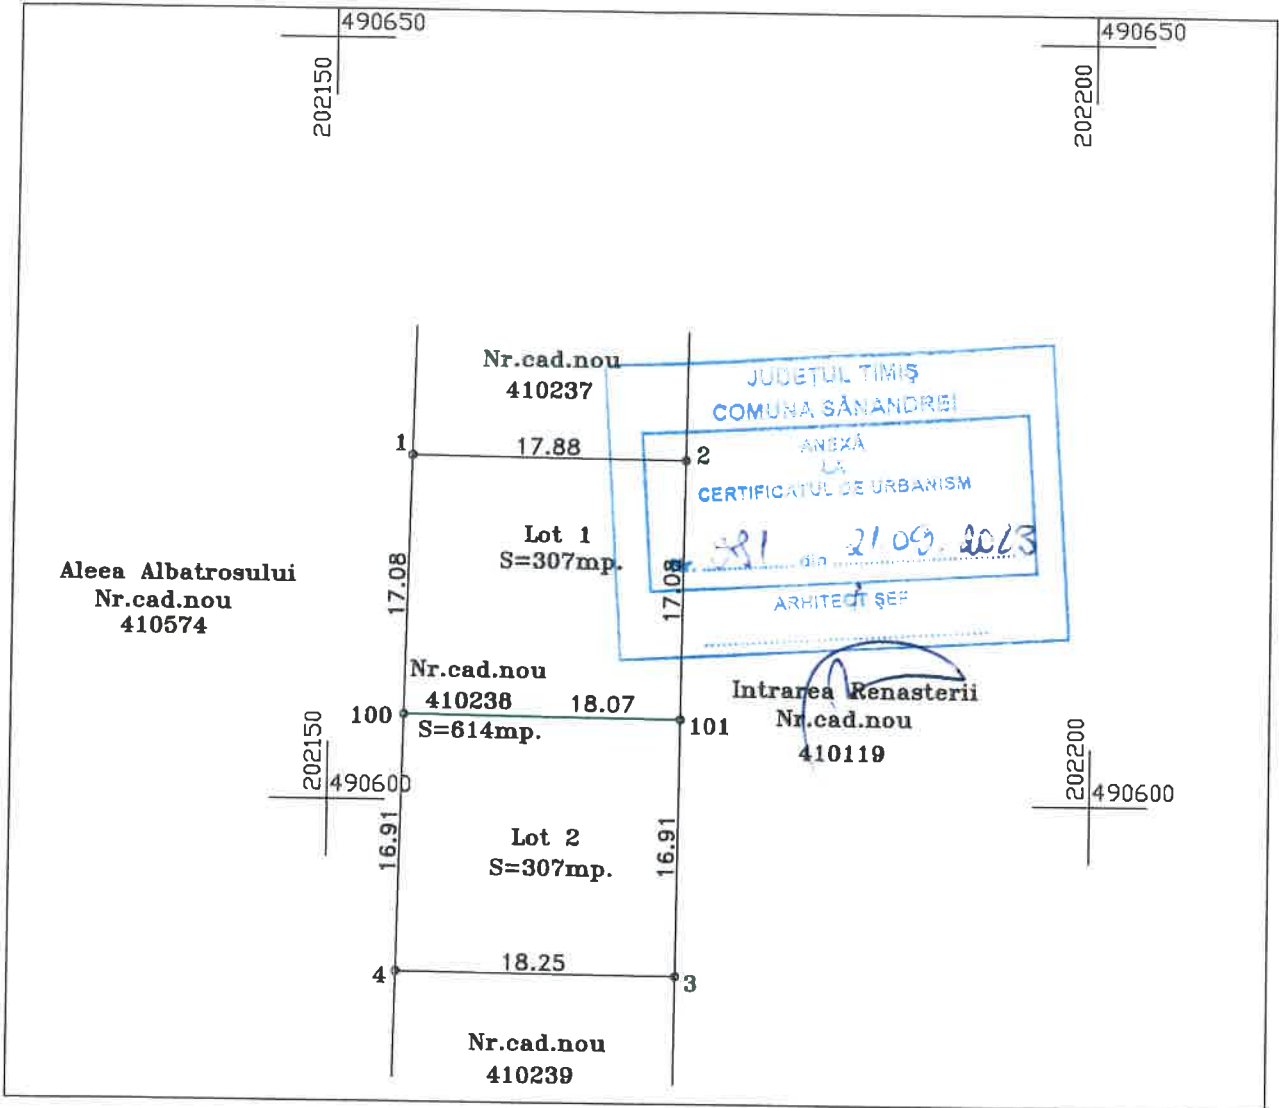 490650
490650
202150
202200
Nr.cad.nou
410237
JUDEȚUL TIMIȘ
COMUNA SÂNANDREI
ANEXĂ
LA
CERTIFICATUL DE URBANISM
din 21.09.
ARHITECT ȘEF
1
17.88
2
Lot 1
S=307mp.
17.08
17.08
Aleea Albatrosului
Nr.cad.nou
410574
Nr.cad.nou
410238
S=614mp.
18.07
100
101
Intrarea Renasterii
Nr.cad.nou
410119
202150
490600
202200
490600
16.91
16.91
Lot 2
S=307mp.
4
18.25
3
Nr.cad.nou
410239